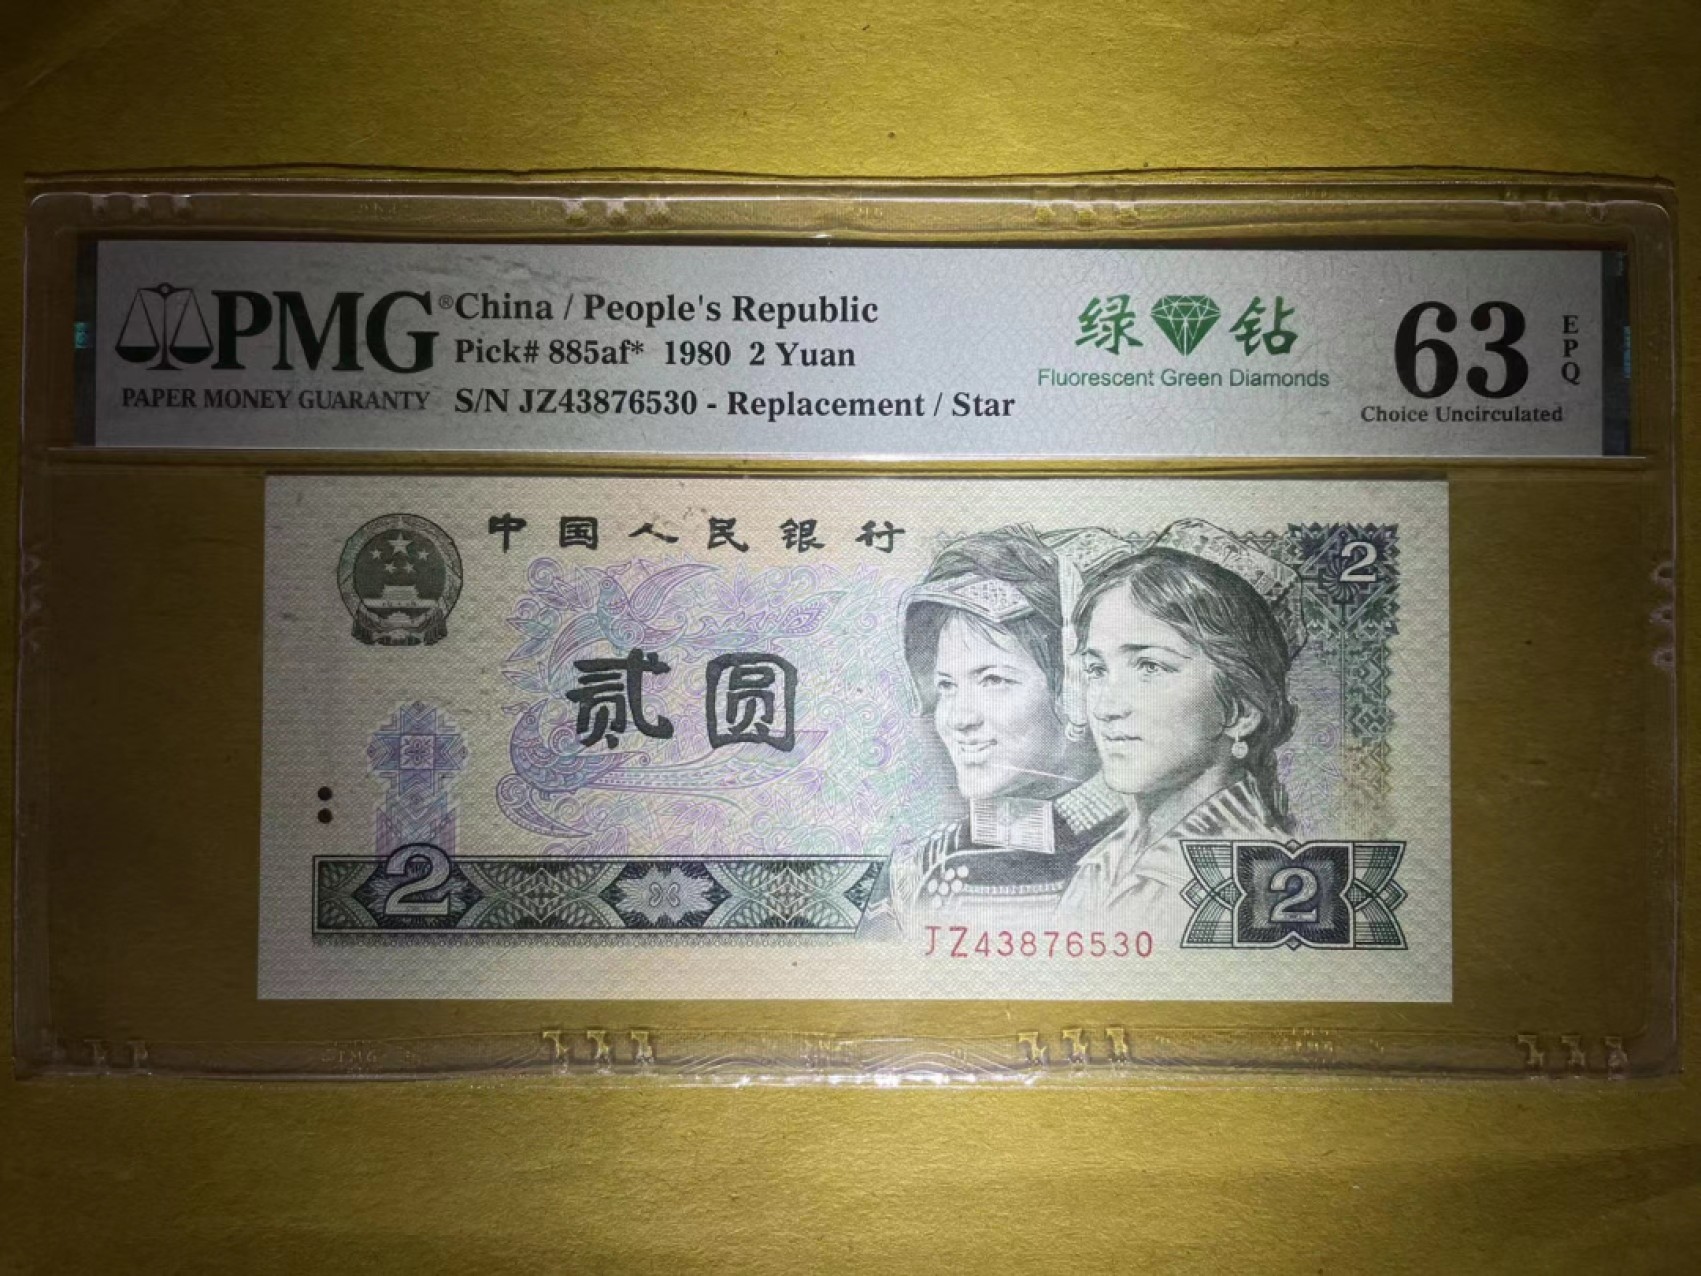 PMG®
PAPER MONEY GUARANTY
China / People's Republic
Pick# 885af* 1980 2 Yuan
S/N JZ43876530 - Replacement / Star
绿 钻
Fluorescent Green Diamonds
63
EPQ
Choice Uncirculated
中国人民银行
2
贰圆
2
2
JZ43876530